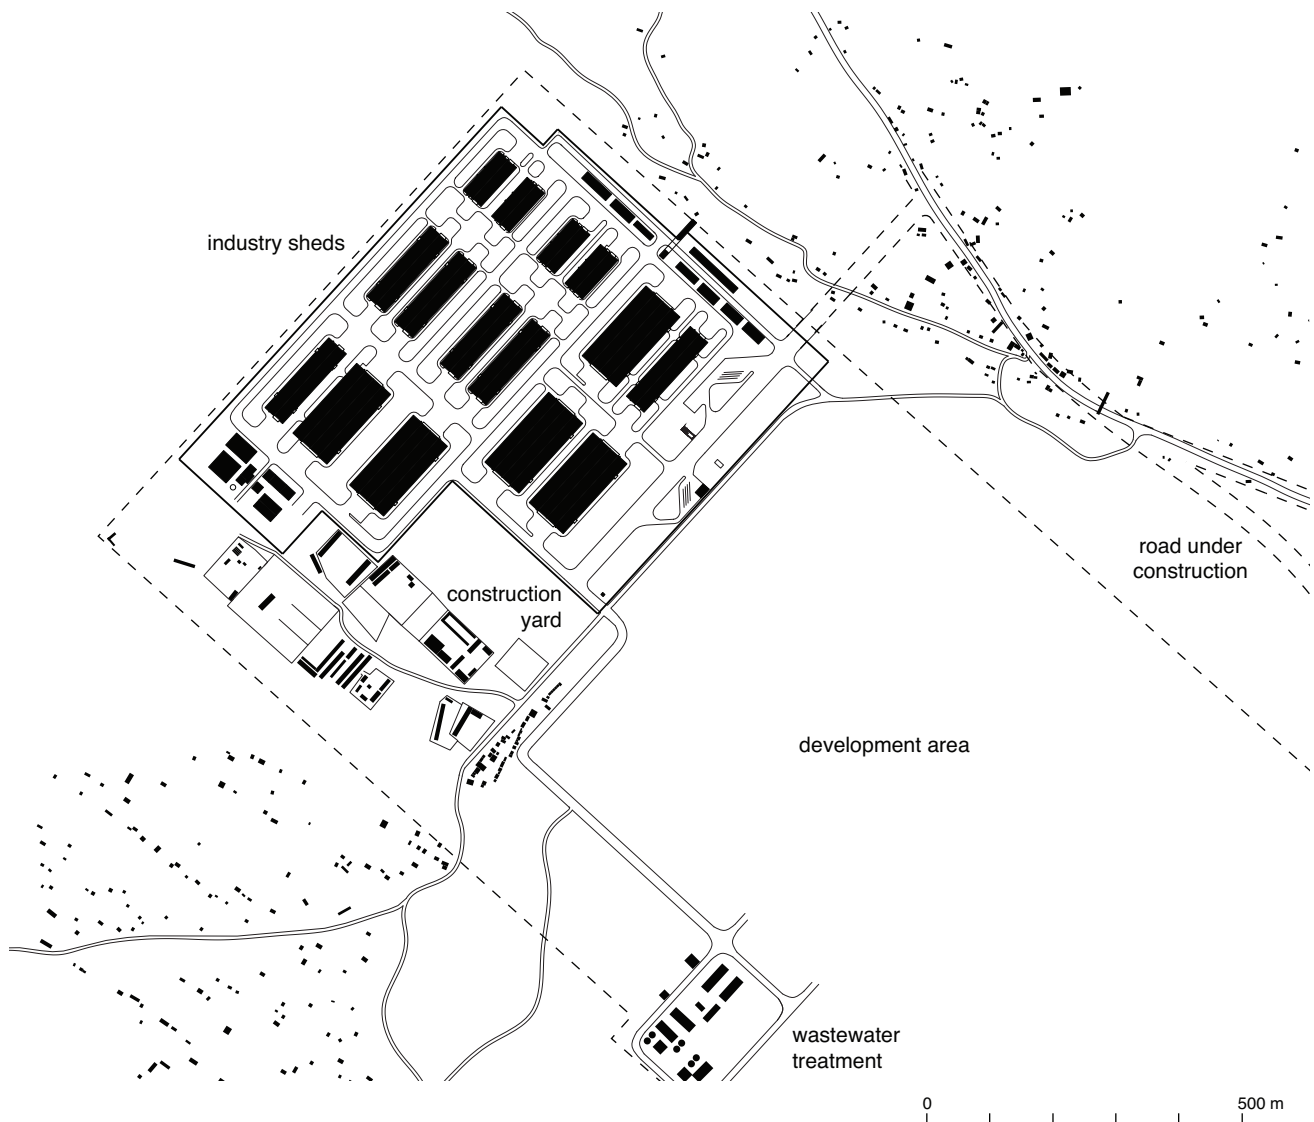 industry sheds
road under
construction
construction
yard
development area
wastewater
treatment
0
500 m